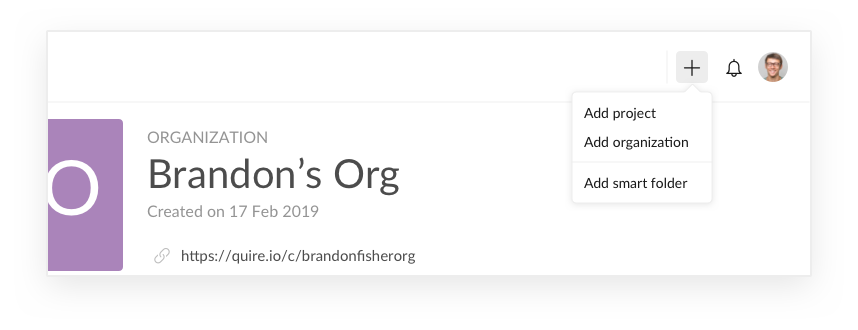 Add project
Add organization
Add smart folder
O
ORGANIZATION
Brandon’s Org
Created on 17 Feb 2019
https://quire.io/c/brandonfisherorg